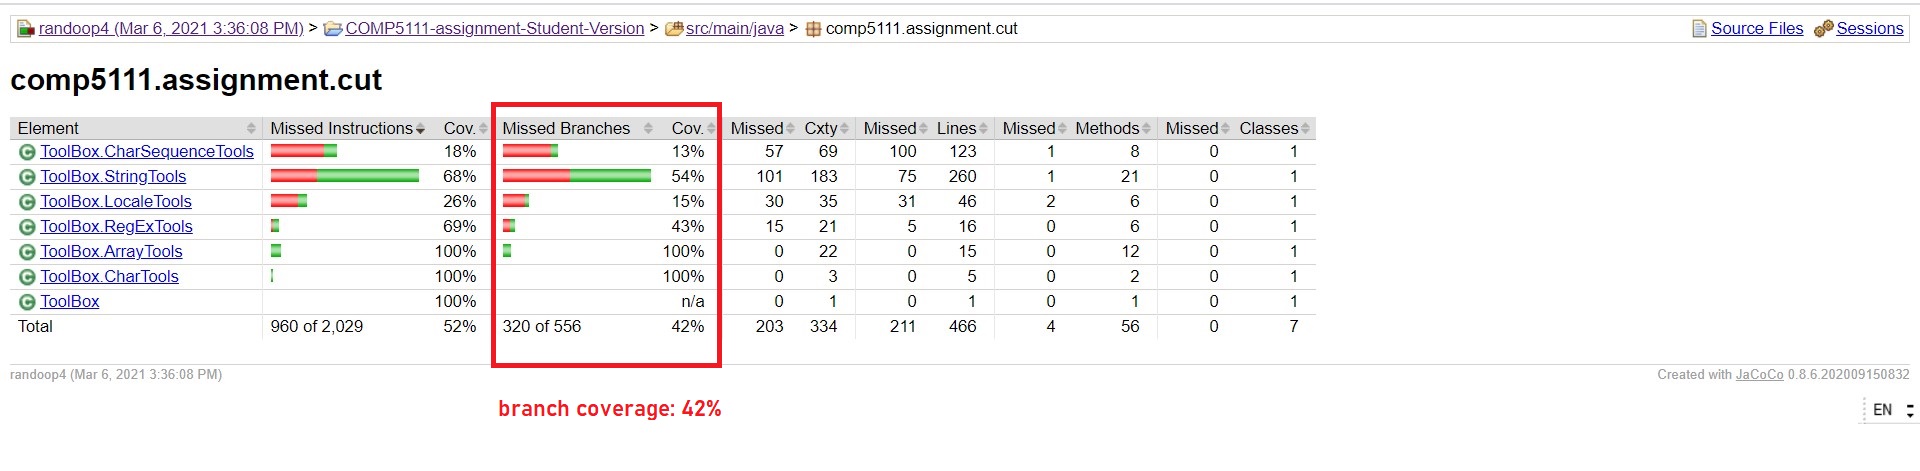 randoop4 (Mar 6, 2021 3:36:08 PM) > COMP5111-assignment-Student-Version > src/main/java > comp5111.assignment.cut Source Files Sessions
comp5111.assignment.cut
Element Missed Instructions Cov. Missed Branches Cov. Missed Cxty Missed Lines Missed Methods Missed Classes
ToolBox.CharSequenceTools 18% 13% 57 69 100 123 1 8 0 1
ToolBox.StringTools 68% 54% 101 183 75 260 1 21 0 1
ToolBox.LocaleTools 26% 15% 30 35 31 46 2 6 0 1
ToolBox.RegExTools 69% 43% 15 21 5 16 0 6 0 1
ToolBox.ArrayTools 100% 100% 0 22 0 15 0 12 0 1
ToolBox.CharTools 100% 100% 0 3 0 5 0 2 0 1
ToolBox 100% n/a 0 1 0 1 0 1 0 1
Total 960 of 2,029 52% 320 of 556 42% 203 334 211 466 4 56 0 7
randoop4 (Mar 6, 2021 3:36:08 PM) Created with JaCoCo 0.8.6.202009150832
branch coverage: 42%
EN